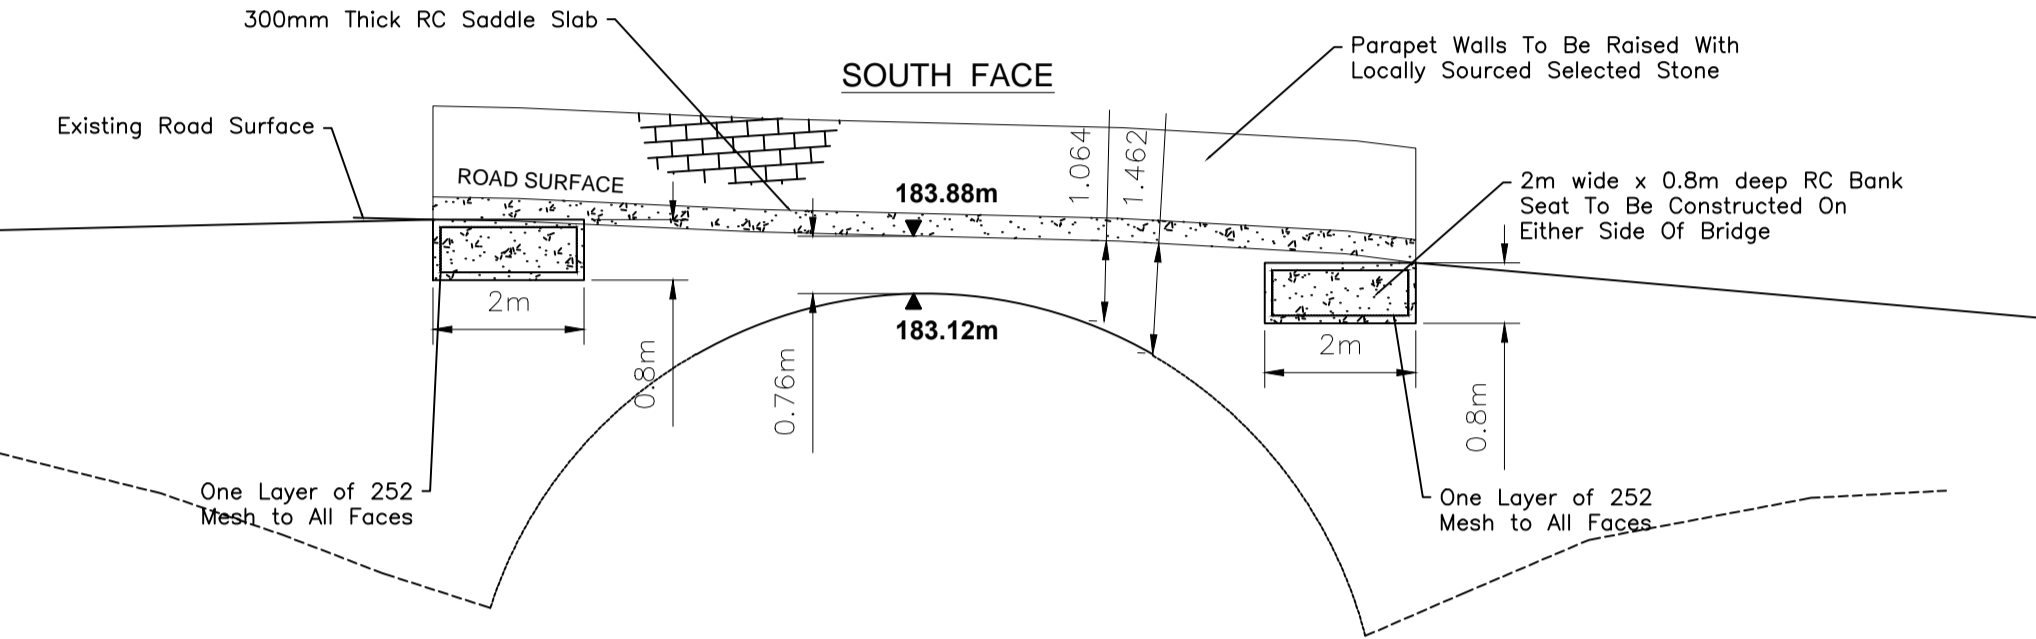 300mm Thick RC Saddle Slab
SOUTH FACE
Parapet Walls To Be Raised With
Locally Sourced Selected Stone
Existing Road Surface
ROAD SURFACE
183.88m
1.064
1.462
2m wide x 0.8m deep RC Bank
Seat To Be Constructed On
Either Side Of Bridge
2m
183.12m
2m
0.8m
0.76m
0.8m
One Layer of 252
Mesh to All Faces
One Layer of 252
Mesh to All Faces